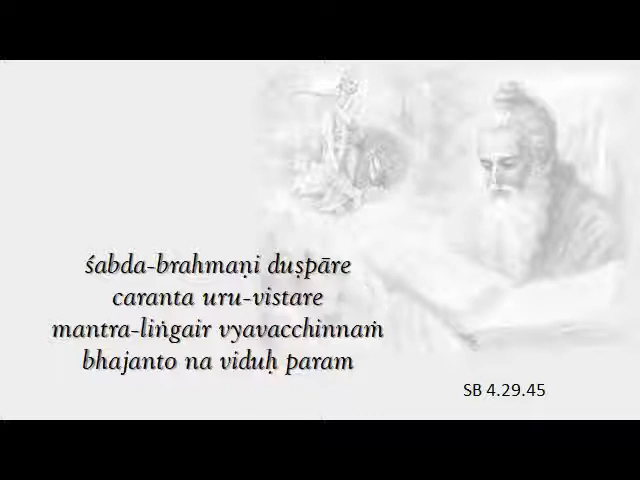 śabda-brahmaṇi duṣpāre
caranta uru-vistare
mantra-liṅgair vyavacchinnaṁ
bhajanto na viduḥ param
SB 4.29.45